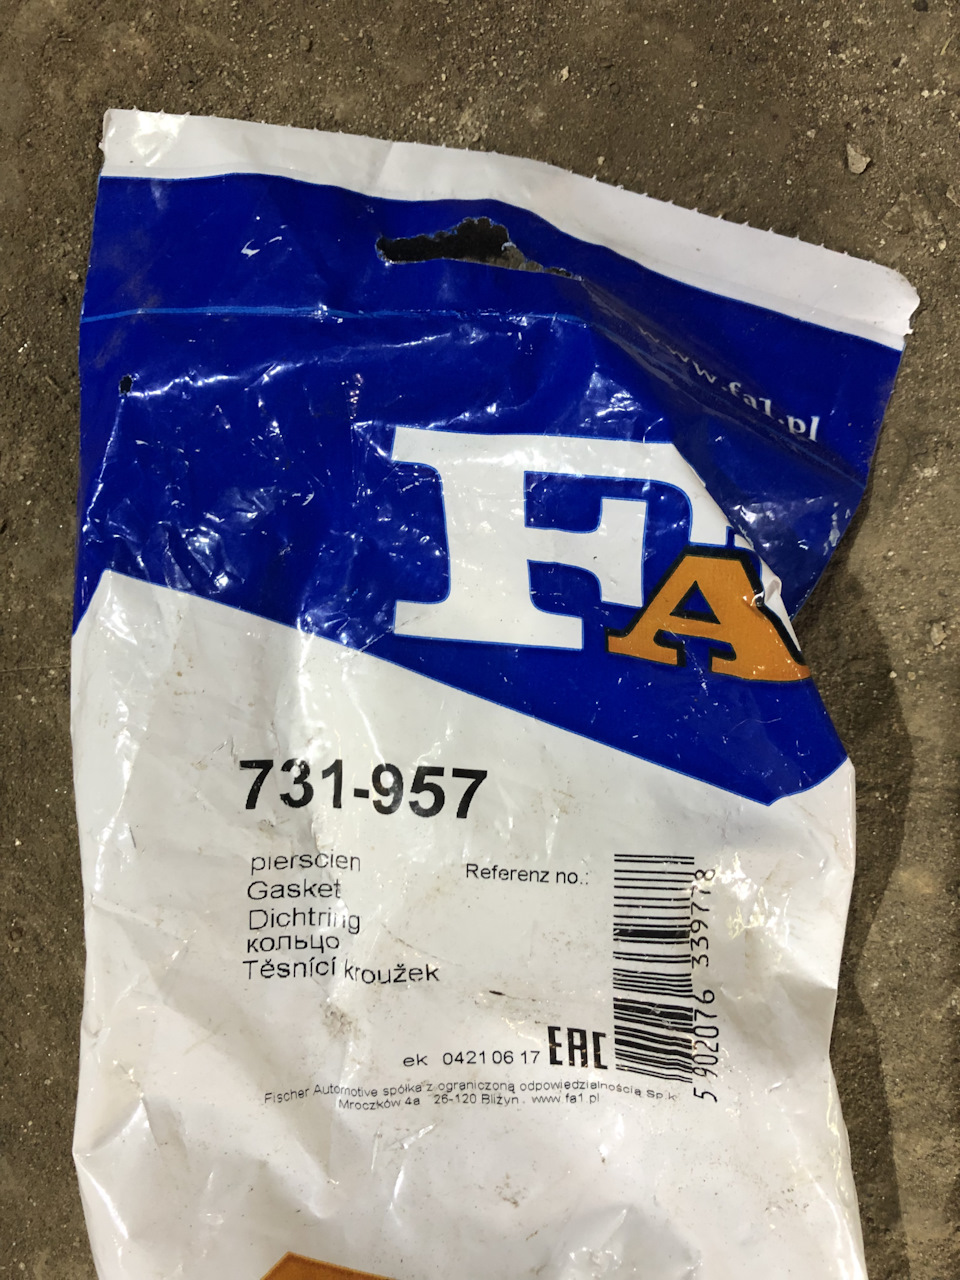 www.fa1.pl
FA
731-957
pierscien
Gasket
Dichtring
кольцо
Těsnící kroužek
Referenz no.:
5 902076 339778
ek 0421 06 17 EAC
Fischer Automotive spółka z ograniczoną odpowiedzialnością Sp.k.
Mroczków 4a 26-120 Bliżyn . www.fa1.pl